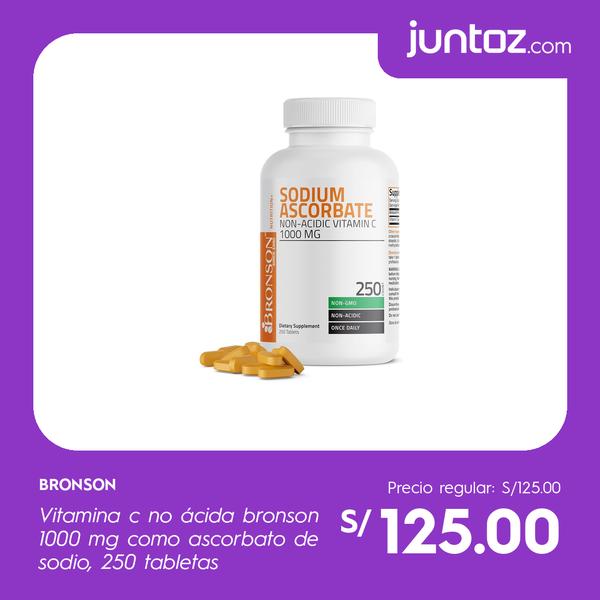 juntoz.com
SODIUM
ASCORBATE
NON-ACIDIC VITAMIN C
1000 MG
NUTRITION+
BRONSON
250
NON-GMO
NON-ACIDIC
ONCE DAILY
Dietary Supplement
250 Tablets
BRONSON
Vitamina c no ácida bronson
1000 mg como ascorbato de
sodio, 250 tabletas
Precio regular: S/125.00
S/125.00